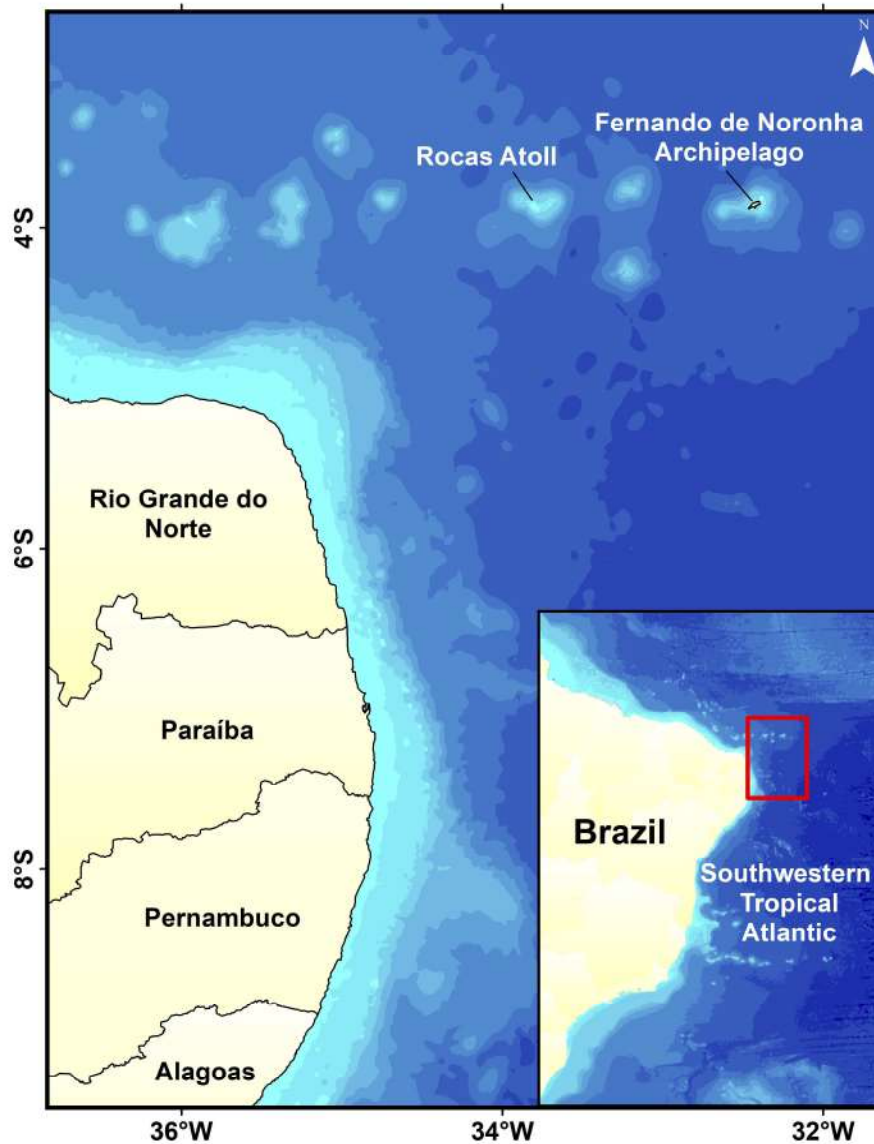 N
Fernando de Noronha
Archipelago
Rocas Atoll
4°S
Rio Grande do
Norte
6°S
Paraíba
Brazil
8°S
Southwestern
Tropical
Atlantic
Pernambuco
Alagoas
36°W
34°W
32°W